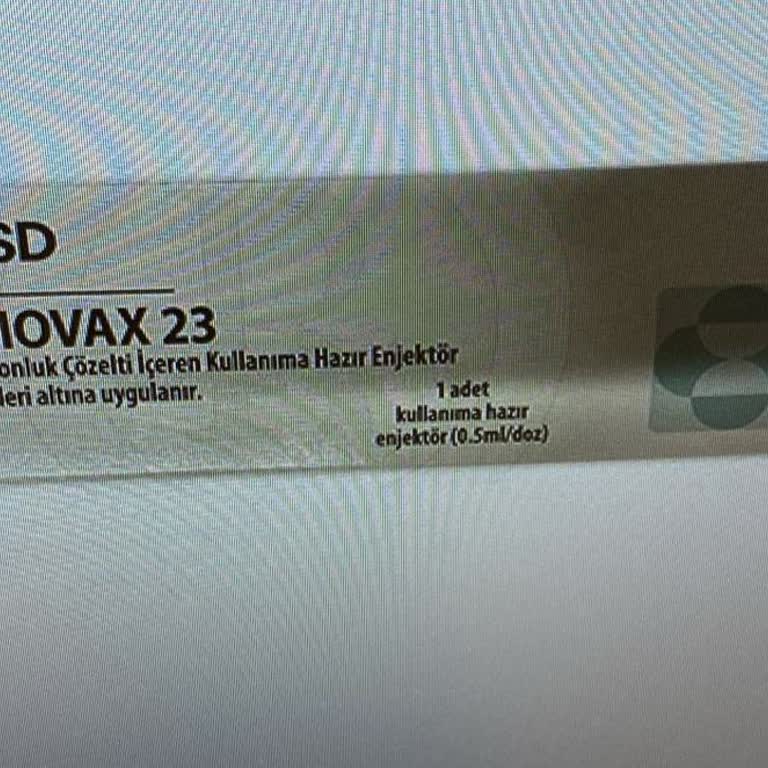 SD
IOVAX 23
onluk Çözelti İçeren Kullanıma Hazır Enjektör
leri altına uygulanır.
1 adet
kullanıma hazır
enjektör (0.5ml/doz)